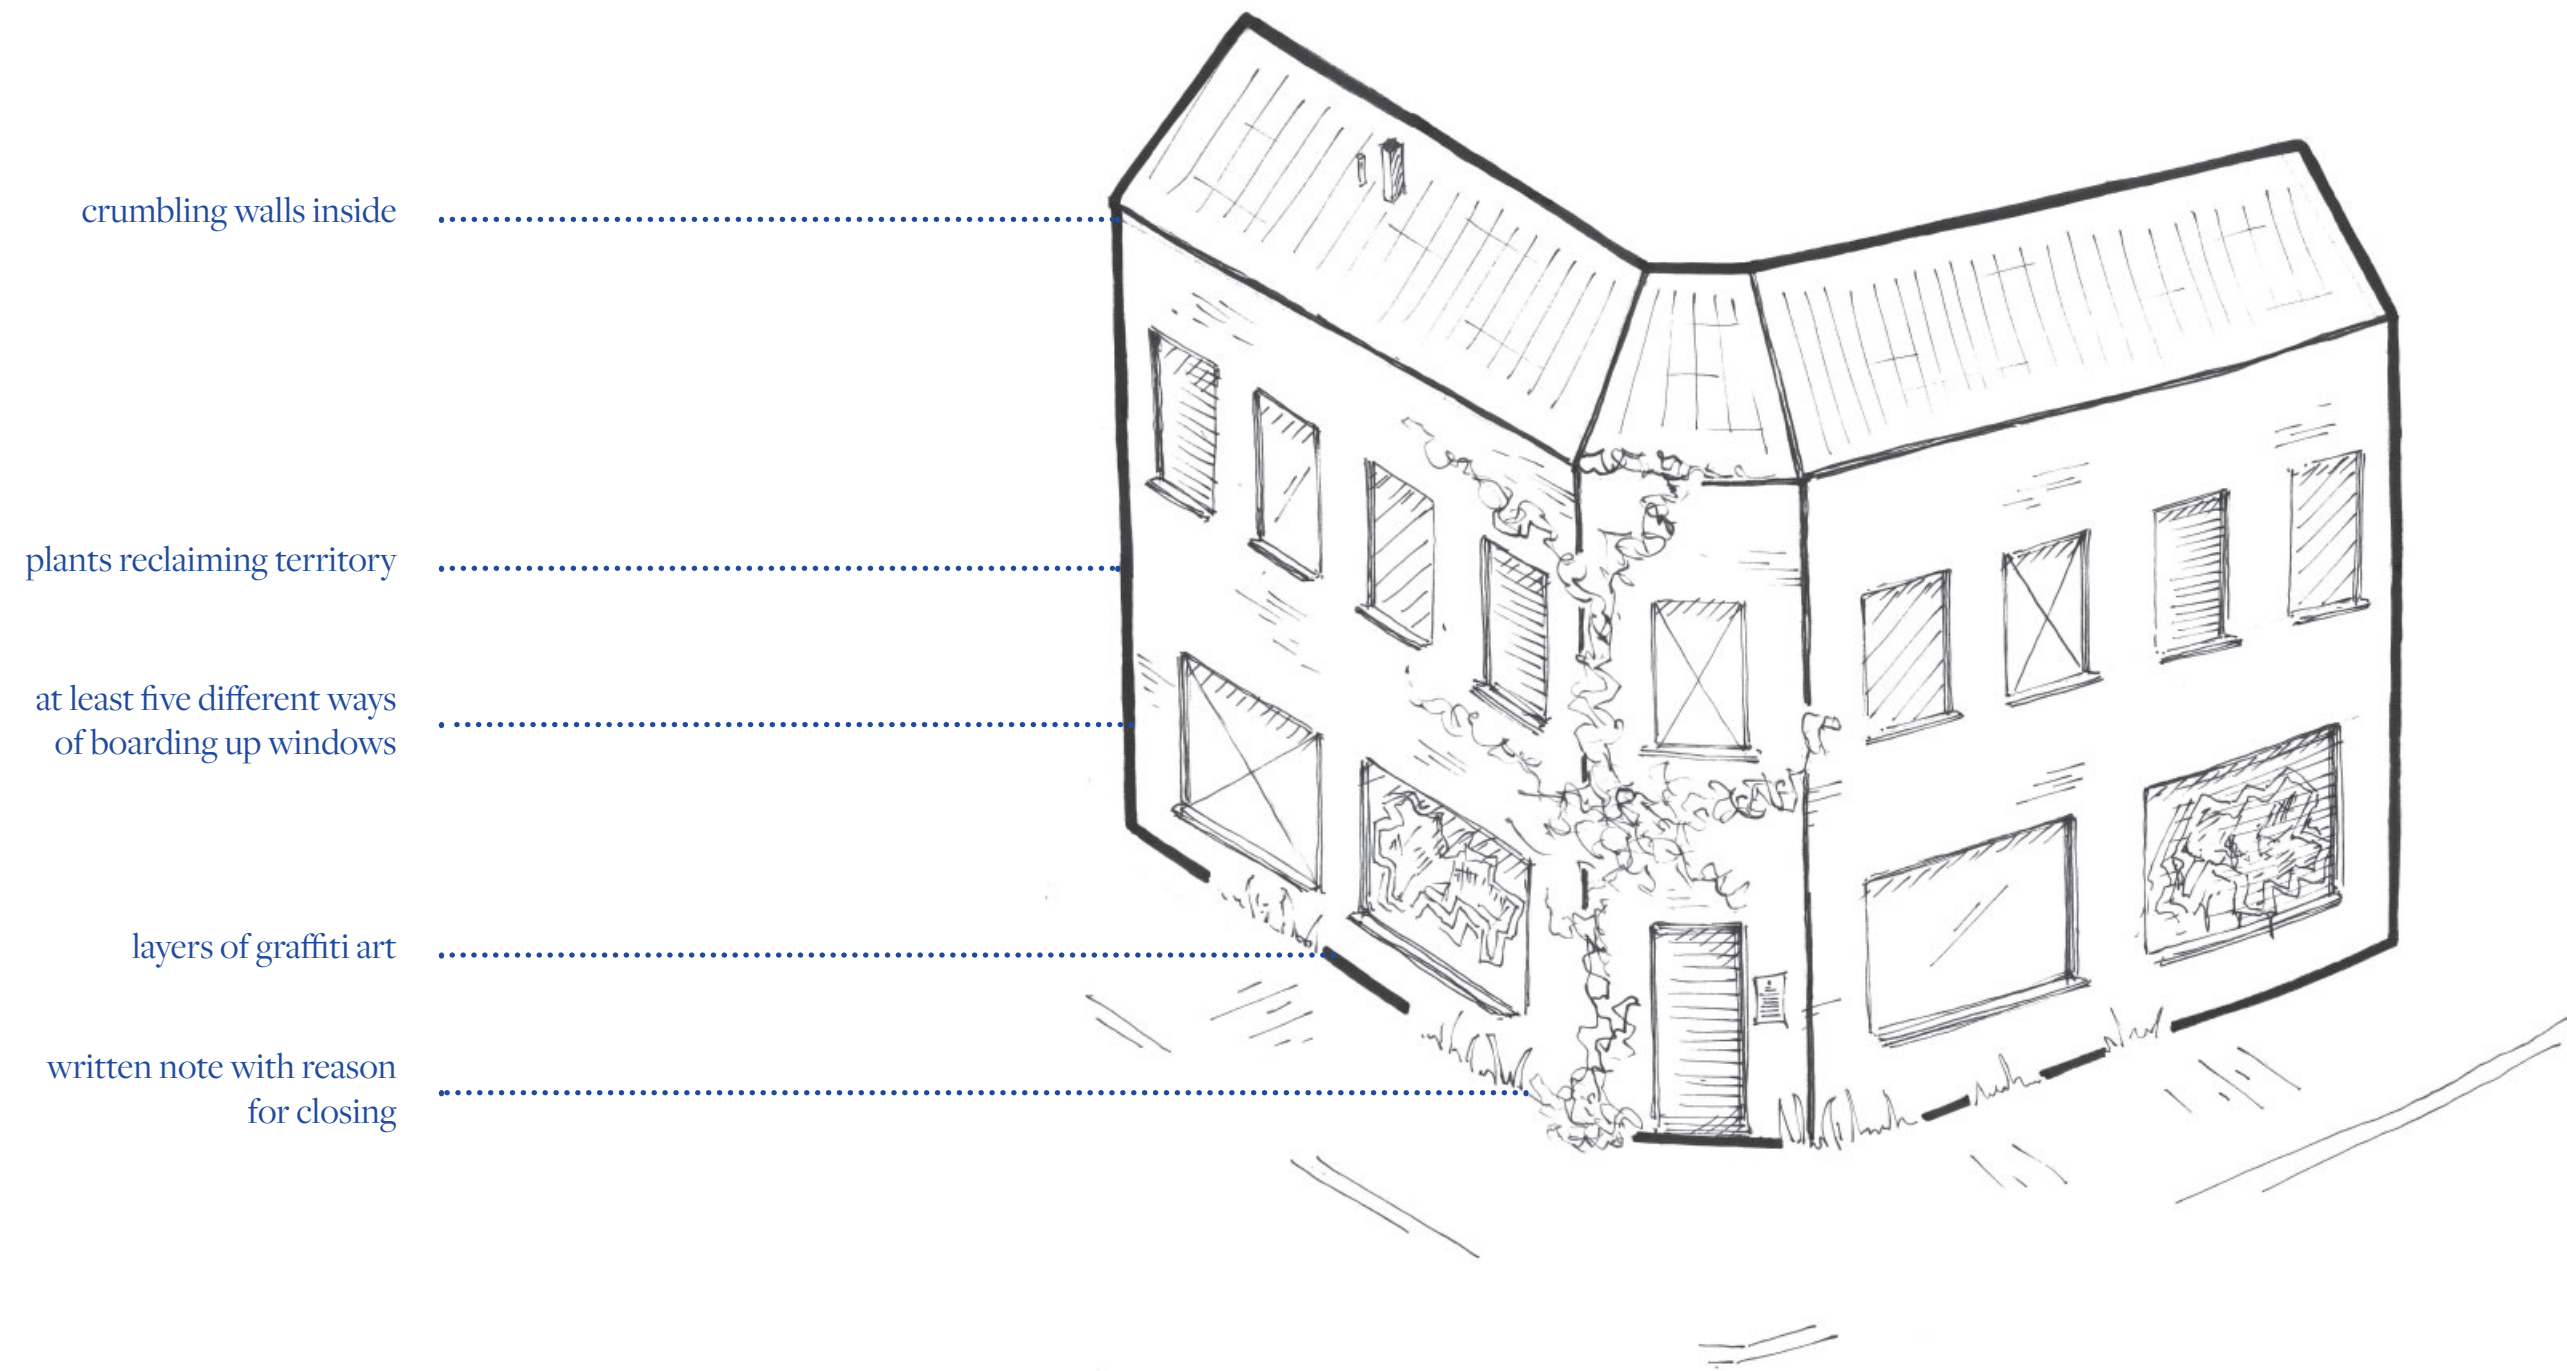 crumbling walls inside
plants reclaiming territory
at least five different ways
of boarding up windows
layers of graffiti art
written note with reason
for closing